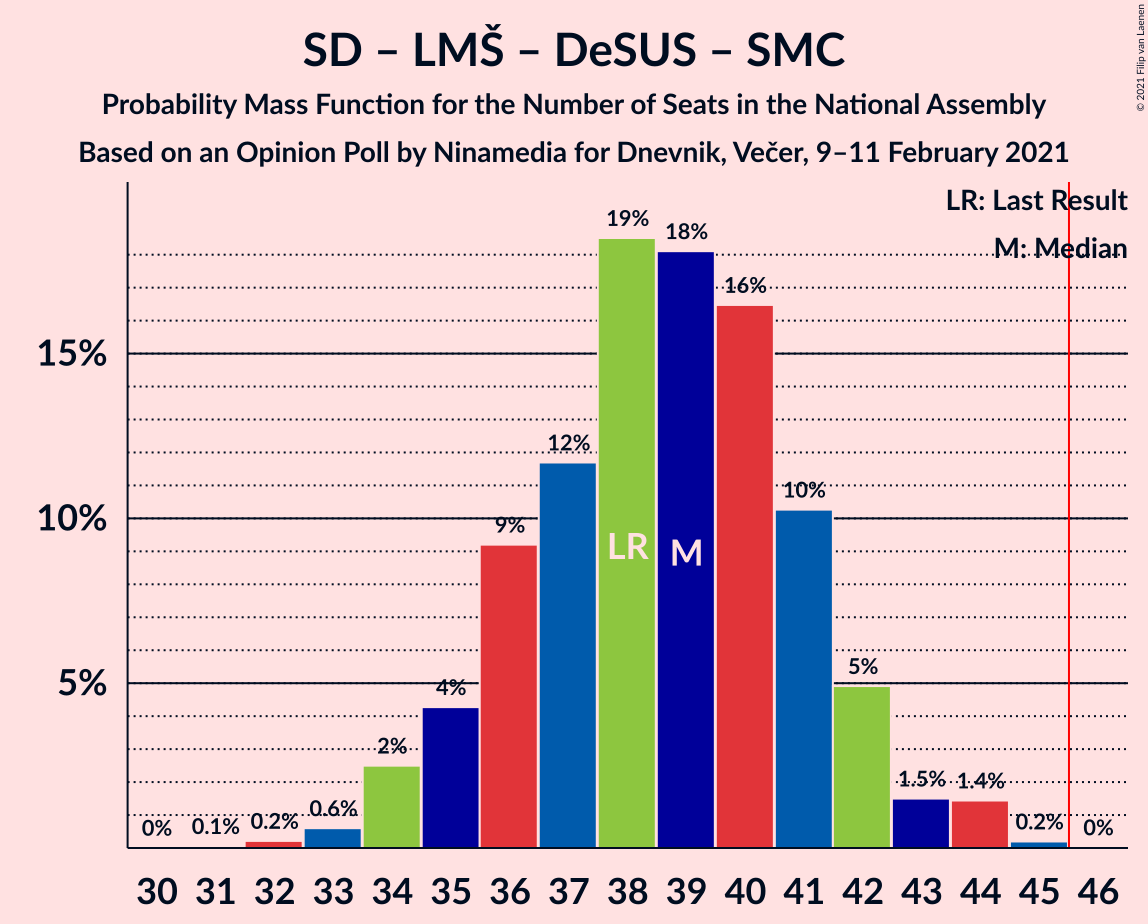 SD – LMŠ – DeSUS – SMC
Probability Mass Function for the Number of Seats in the National Assembly
Based on an Opinion Poll by Ninamedia for Dnevnik, Večer, 9–11 February 2021
© 2021 Filip van Laenen
LR: Last Result
M: Median
15%
10%
5%
0%
0.1%
0.2%
0.6%
2%
4%
9%
12%
19%
18%
16%
10%
5%
1.5%
1.4%
0.2%
0%
LR
M
30 31 32 33 34 35 36 37 38 39 40 41 42 43 44 45 46